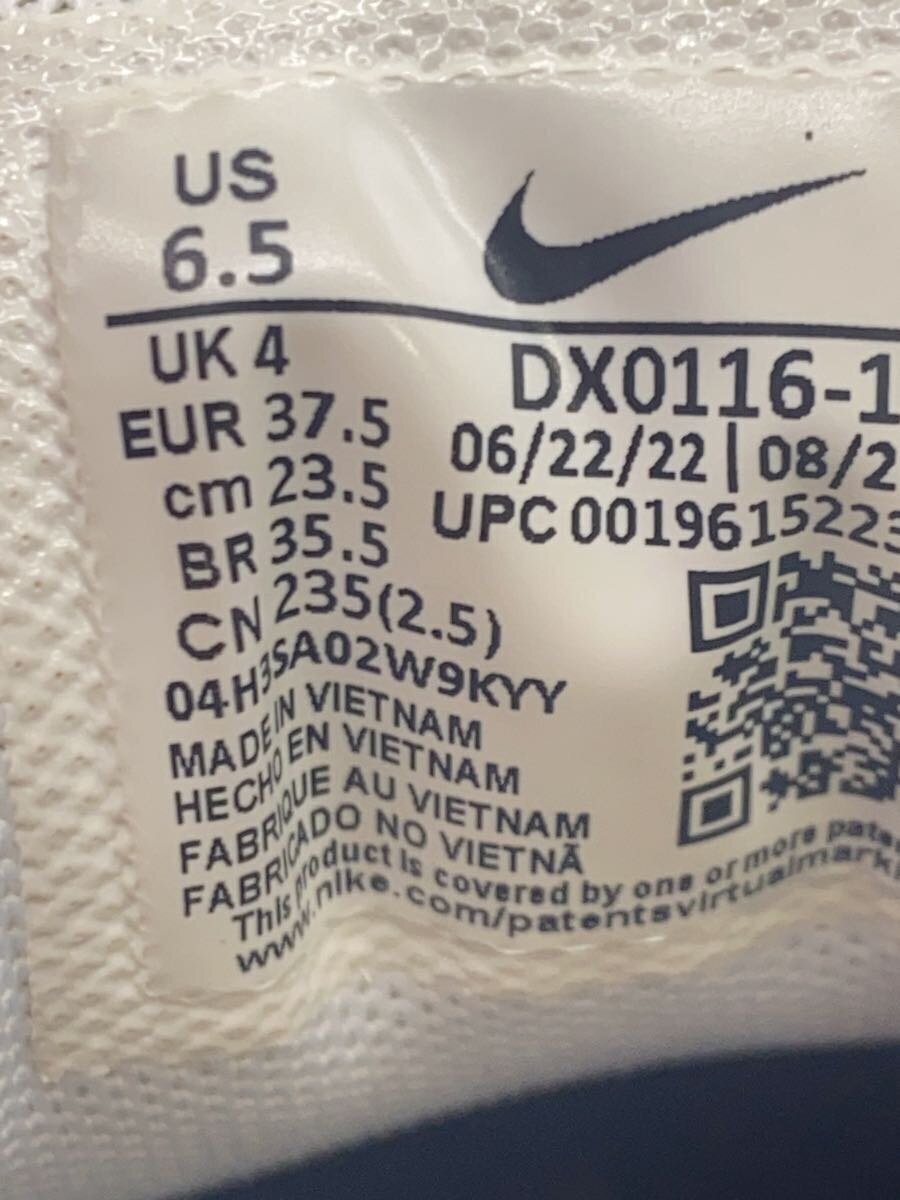 US
6.5
UK 4
EUR 37.5
cm 23.5
BR 35.5
CN 235(2.5)
04H3SA02W9KYY
MADE IN VIETNAM
HECHO EN VIETNAM
FABRIQUE AU VIETNAM
FABRICADO NO VIETNÃ
This product is covered by one or more pate
www.nike.com/patentsvirtualmark
DX0116-1
06/22/22 | 08/2
UPC 0019615223